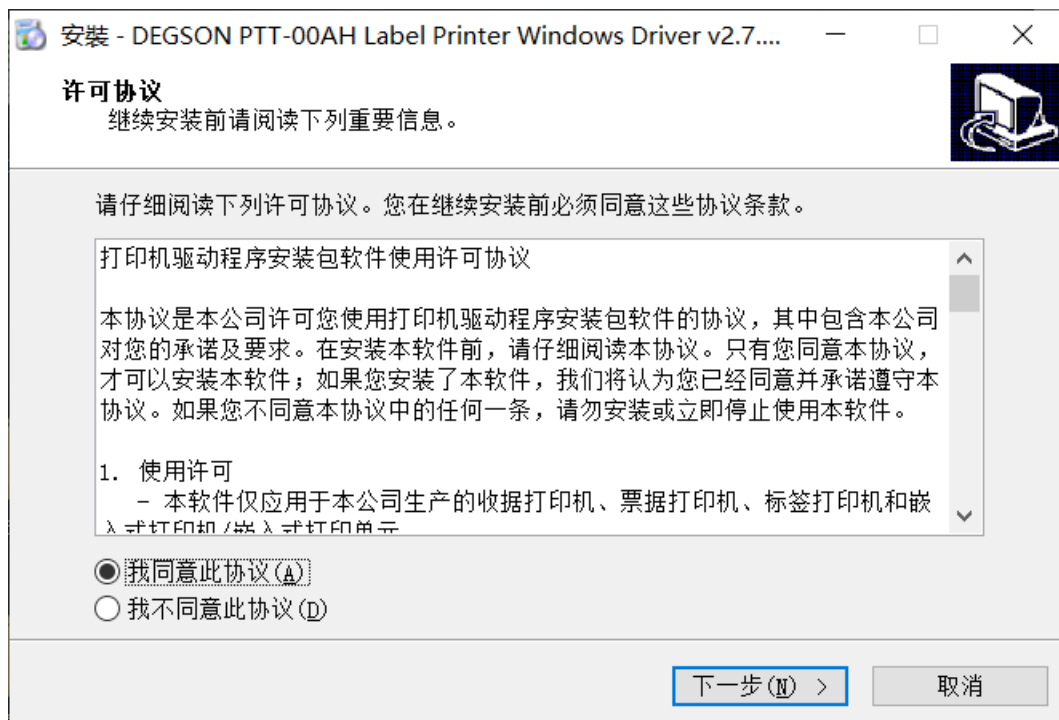 安裝 - DEGSON PTT-00AH Label Printer Windows Driver v2.7....
许可协议
继续安装前请阅读下列重要信息。
请仔细阅读下列许可协议。您在继续安装前必须同意这些协议条款。
打印机驱动程序安装包软件使用许可协议
本协议是本公司许可您使用打印机驱动程序安装包软件的协议，其中包含本公司
对您的承诺及要求。在安装本软件前，请仔细阅读本协议。只有您同意本协议，
才可以安装本软件；如果您安装了本软件，我们将认为您已经同意并承诺遵守本
协议。如果您不同意本协议中的任何一条，请勿安装或立即停止使用本软件。
1. 使用许可
- 本软件仅应用于本公司生产的收据打印机、票据打印机、标签打印机和嵌
入式打印机/嵌入式打印单元
我同意此协议(A)
我不同意此协议(D)
下一步(N) >
取消